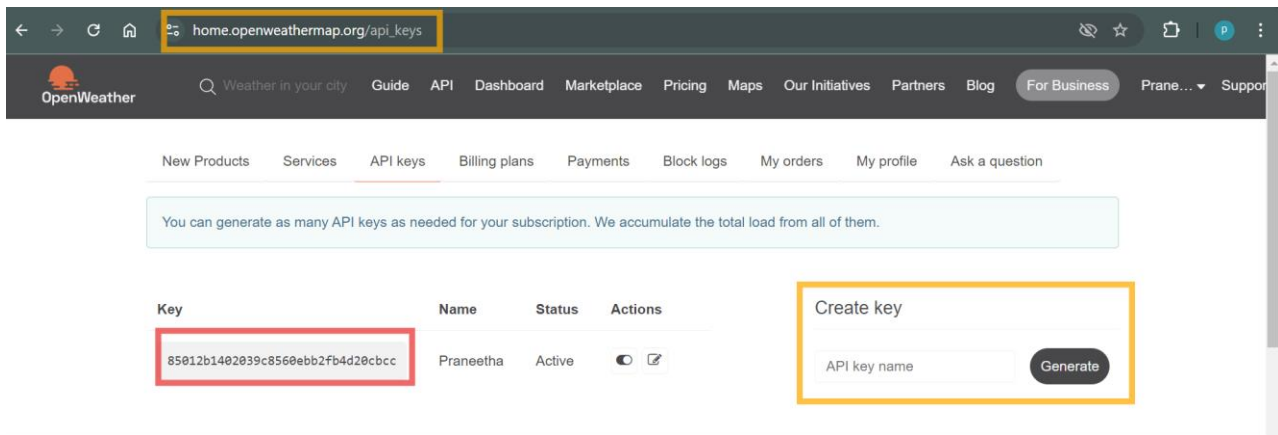 home.openweathermap.org/api_keys
P
OpenWeather
Weather in your city Guide API Dashboard Marketplace Pricing Maps Our Initiatives Partners Blog For Business Prane... Suppor
New Products Services API keys Billing plans Payments Block logs My orders My profile Ask a question
You can generate as many API keys as needed for your subscription. We accumulate the total load from all of them.
Key Name Status Actions
85012b1402039c8560ebb2fb4d20cbcc Praneetha Active
Create key
API key name Generate